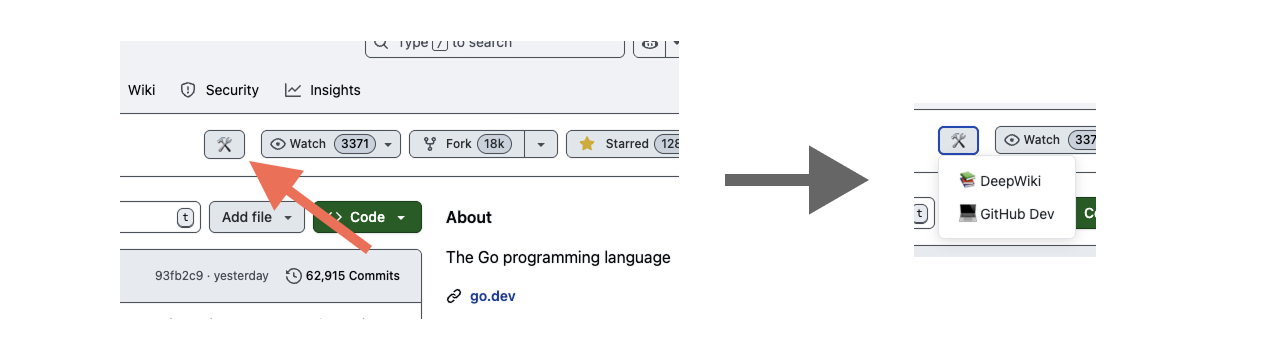 Type / to search
Wiki Security Insights
Watch 3371 Fork 18k Starred 128
t Add file Code About
The Go programming language
93fb2c9 · yesterday 62,915 Commits
go.dev
Watch 337
DeepWiki
t GitHub Dev